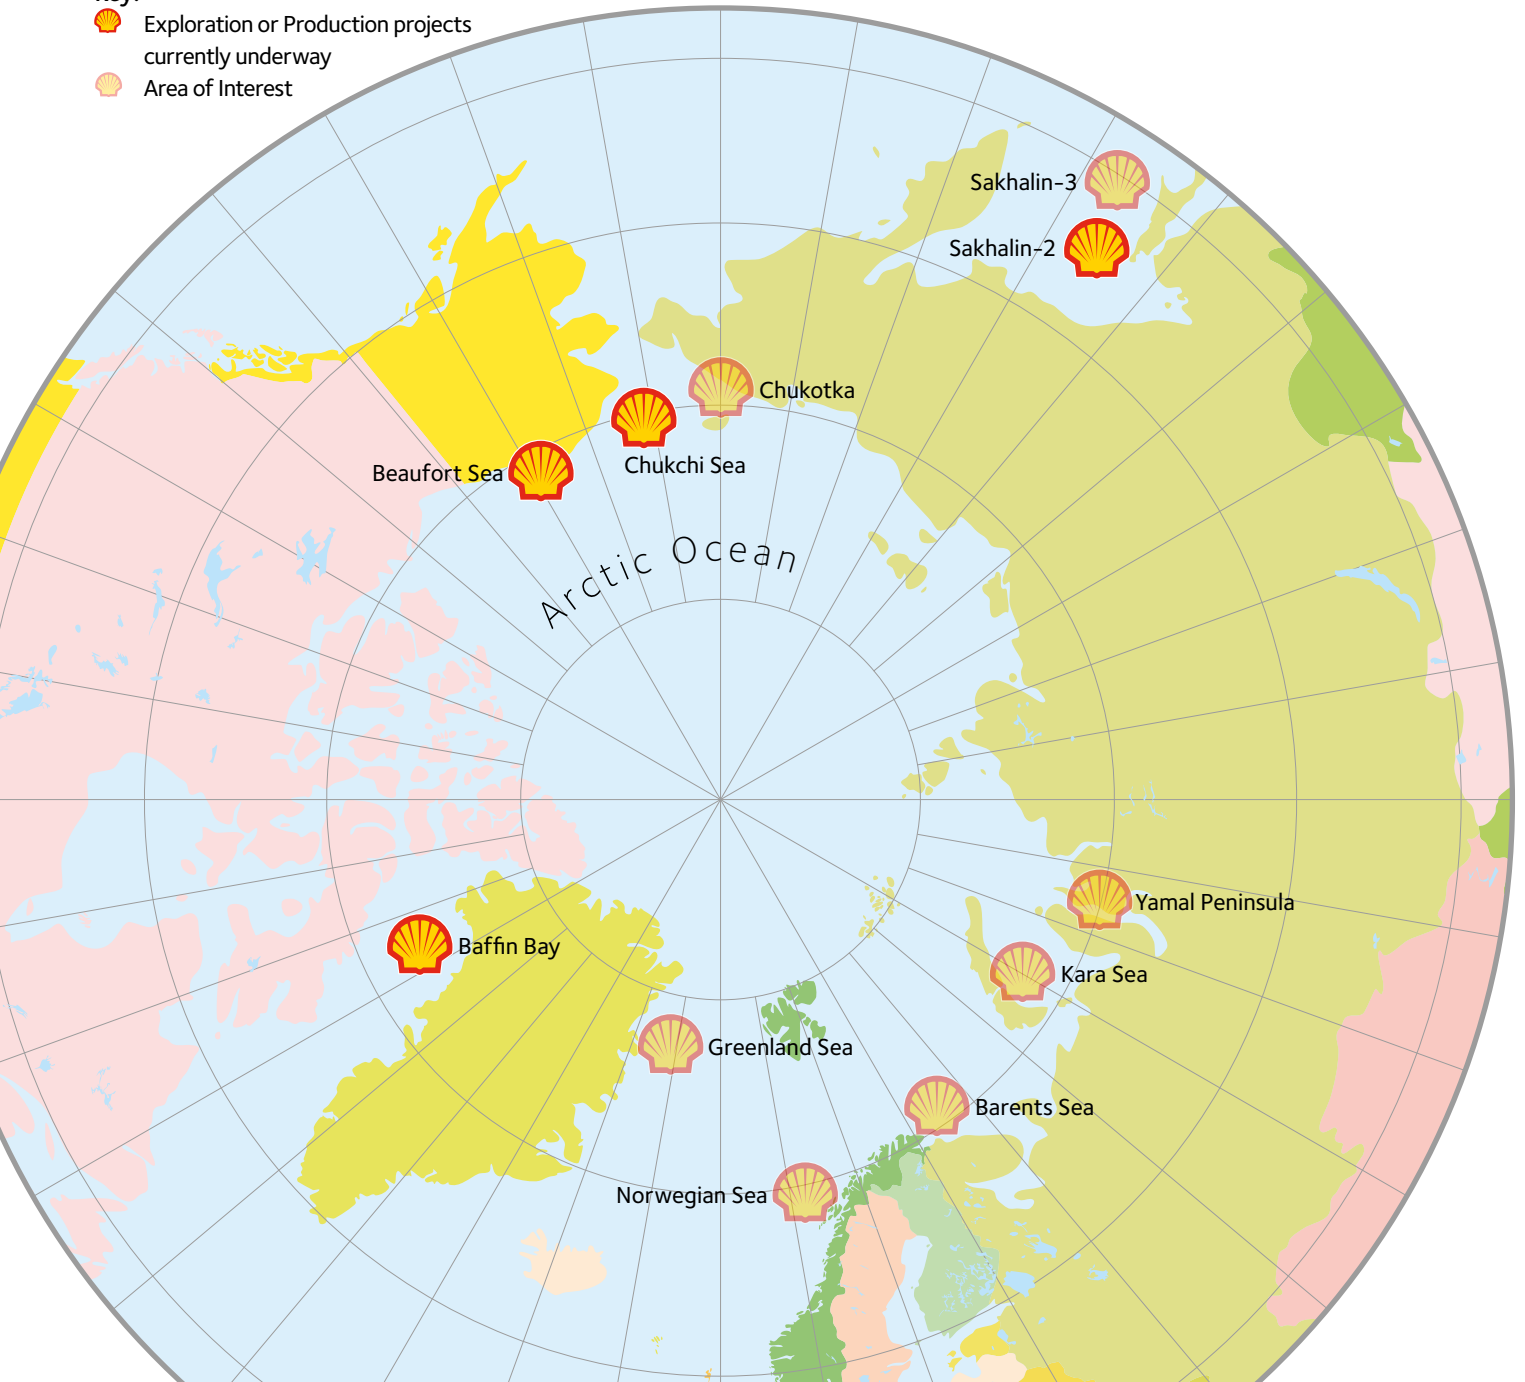 Key:
Exploration or Production projects
currently underway
Area of Interest
Sakhalin-3
Sakhalin-2
Chukotka
Chukchi Sea
Beaufort Sea
Arctic Ocean
Yamal Peninsula
Baffin Bay
Kara Sea
Greenland Sea
Barents Sea
Norwegian Sea